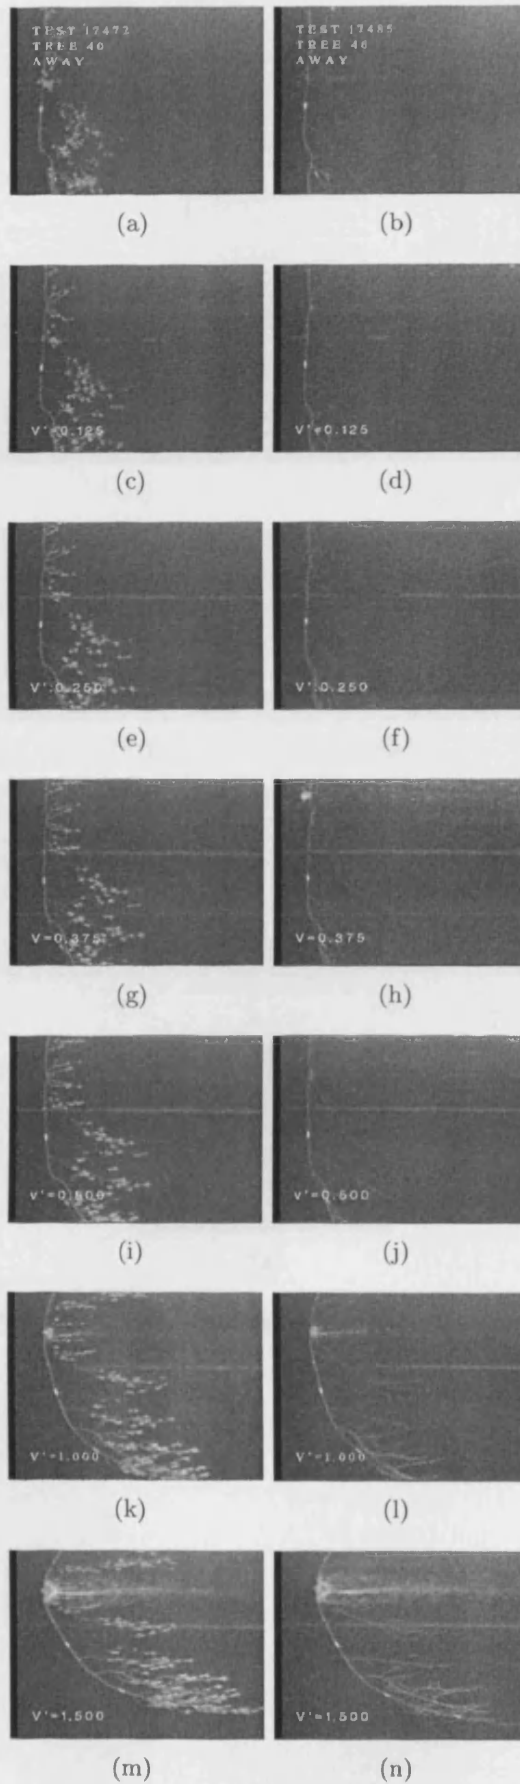 TEST 17472
TREE 40
AWAY
TEST 17485
TREE 46
AWAY
(a)
(b)
V'=0.125
V'=0.125
(c)
(d)
V'.0.250
V'.0.250
(e)
(f)
V=0.375
V=0.375
(g)
(h)
V'=0.500
V'=0.500
(i)
(j)
V'=1.000
V'=1.000
(k)
(l)
V'=1.500
V'=1.500
(m)
(n)